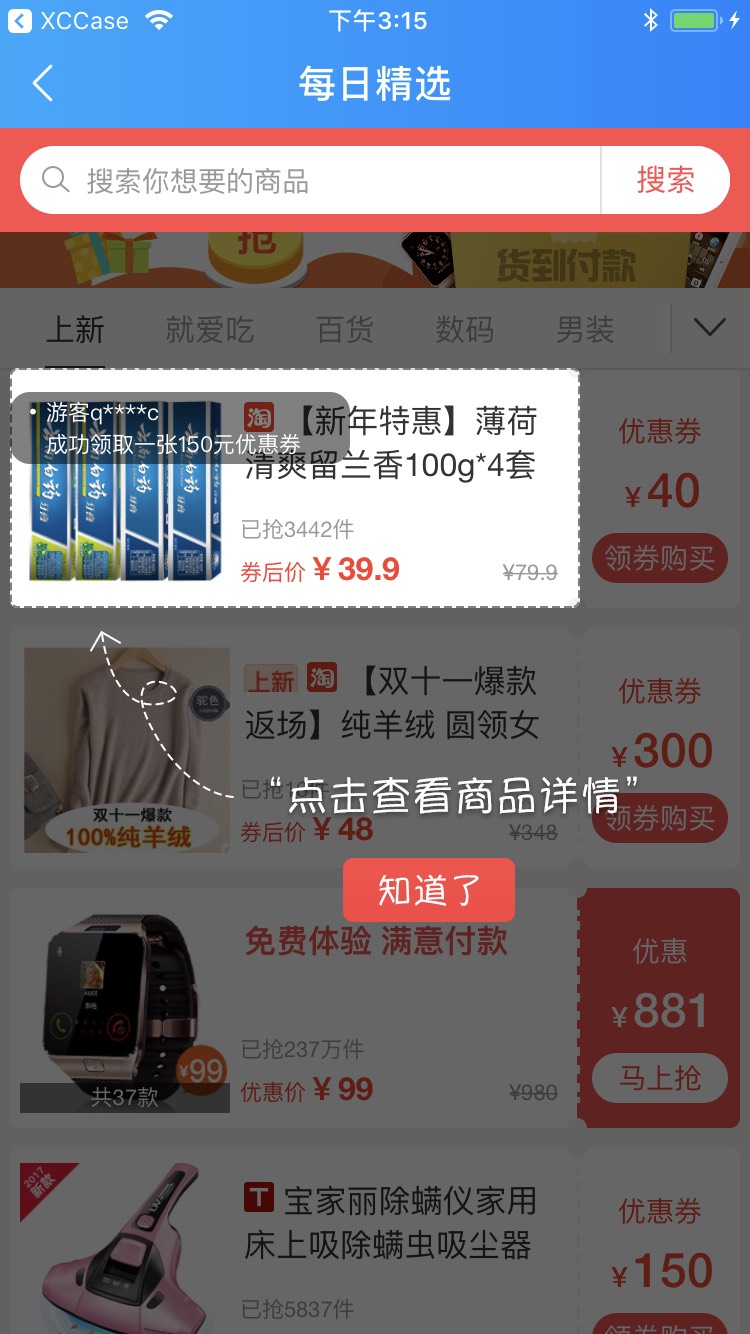 XCCase
下午3:15
每日精选
搜索你想要的商品
搜索
抢
货到付款
上新 就爱吃 百货 数码 男装
游客q****c
成功领取一张150元优惠券
淘 【新年特惠】薄荷
清爽留兰香100g*4套
已抢3442件
券后价 ¥ 39.9 ¥79.9
优惠券
¥40
领券购买
上新 淘 【双十一爆款
返场】纯羊绒 圆领女
驼色
双十一爆款
100%纯羊绒
券后价 ¥ 48 ¥348
优惠券
¥300
领券购买
“点击查看商品详情”
知道了
免费体验 满意付款
¥99
共37款
已抢237万件
优惠价 ¥ 99 ¥980
优惠
¥881
马上抢
2017
新款
T 宝家丽除螨仪家用
床上吸除螨虫吸尘器
已抢5837件
优惠券
¥150
领券购买